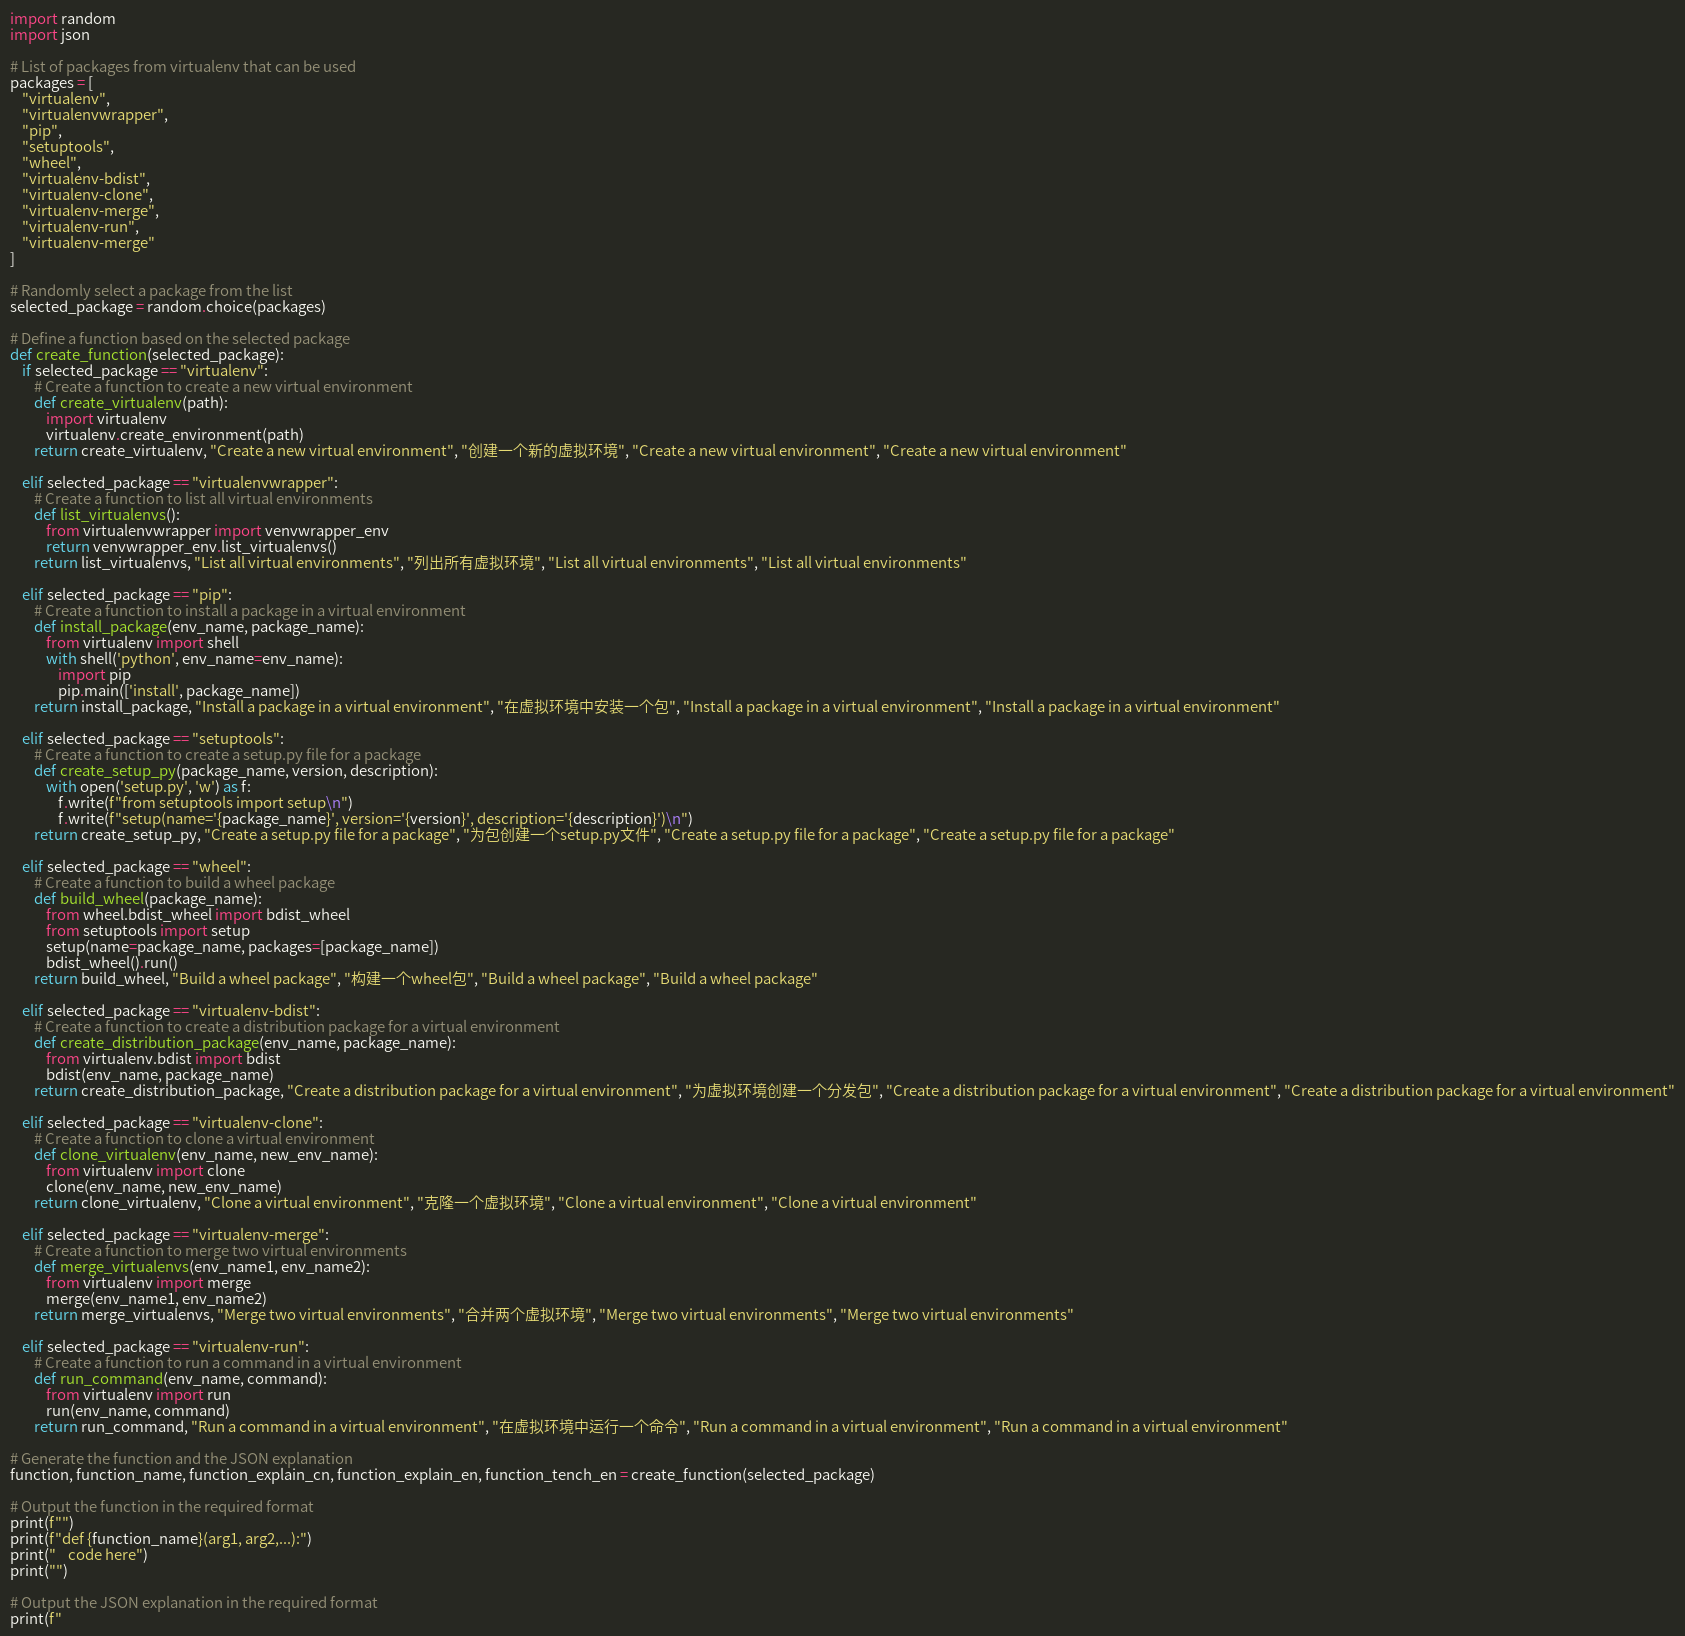 import random
import json
# List of packages from virtualenv that can be used
packages = [
"virtualenv",
"virtualenvwrapper",
"pip",
"setuptools",
"wheel",
"virtualenv-bdist",
"virtualenv-clone",
"virtualenv-merge",
"virtualenv-run",
"virtualenv-merge"
]
# Randomly select a package from the list
selected_package = random.choice(packages)
# Define a function based on the selected package
def create_function(selected_package):
if selected_package == "virtualenv":
# Create a function to create a new virtual environment
def create_virtualenv(path):
import virtualenv
virtualenv.create_environment(path)
return create_virtualenv, "Create a new virtual environment", "创建一个新的虚拟环境", "Create a new virtual environment", "Create a new virtual environment"
elif selected_package == "virtualenvwrapper":
# Create a function to list all virtual environments
def list_virtualenvs():
from virtualenvwrapper import venvwrapper_env
return venvwrapper_env.list_virtualenvs()
return list_virtualenvs, "List all virtual environments", "列出所有虚拟环境", "List all virtual environments", "List all virtual environments"
elif selected_package == "pip":
# Create a function to install a package in a virtual environment
def install_package(env_name, package_name):
from virtualenv import shell
with shell('python', env_name=env_name):
import pip
pip.main(['install', package_name])
return install_package, "Install a package in a virtual environment", "在虚拟环境中安装一个包", "Install a package in a virtual environment", "Install a package in a virtual environment"
elif selected_package == "setuptools":
# Create a function to create a setup.py file for a package
def create_setup_py(package_name, version, description):
with open('setup.py', 'w') as f:
f.write(f"from setuptools import setup\n")
f.write(f"setup(name='{package_name}', version='{version}', description='{description}')\n")
return create_setup_py, "Create a setup.py file for a package", "为包创建一个setup.py文件", "Create a setup.py file for a package", "Create a setup.py file for a package"
elif selected_package == "wheel":
# Create a function to build a wheel package
def build_wheel(package_name):
from wheel.bdist_wheel import bdist_wheel
from setuptools import setup
setup(name=package_name, packages=[package_name])
bdist_wheel().run()
return build_wheel, "Build a wheel package", "构建一个wheel包", "Build a wheel package", "Build a wheel package"
elif selected_package == "virtualenv-bdist":
# Create a function to create a distribution package for a virtual environment
def create_distribution_package(env_name, package_name):
from virtualenv.bdist import bdist
bdist(env_name, package_name)
return create_distribution_package, "Create a distribution package for a virtual environment", "为虚拟环境创建一个分发包", "Create a distribution package for a virtual environment", "Create a distribution package for a virtual environment"
elif selected_package == "virtualenv-clone":
# Create a function to clone a virtual environment
def clone_virtualenv(env_name, new_env_name):
from virtualenv import clone
clone(env_name, new_env_name)
return clone_virtualenv, "Clone a virtual environment", "克隆一个虚拟环境", "Clone a virtual environment", "Clone a virtual environment"
elif selected_package == "virtualenv-merge":
# Create a function to merge two virtual environments
def merge_virtualenvs(env_name1, env_name2):
from virtualenv import merge
merge(env_name1, env_name2)
return merge_virtualenvs, "Merge two virtual environments", "合并两个虚拟环境", "Merge two virtual environments", "Merge two virtual environments"
elif selected_package == "virtualenv-run":
# Create a function to run a command in a virtual environment
def run_command(env_name, command):
from virtualenv import run
run(env_name, command)
return run_command, "Run a command in a virtual environment", "在虚拟环境中运行一个命令", "Run a command in a virtual environment", "Run a command in a virtual environment"
# Generate the function and the JSON explanation
function, function_name, function_explain_cn, function_explain_en, function_tench_en = create_function(selected_package)
# Output the function in the required format
print(f"")
print(f"def {function_name}(arg1, arg2,...):")
print("    code here")
print("")
# Output the JSON explanation in the required format
print(f"